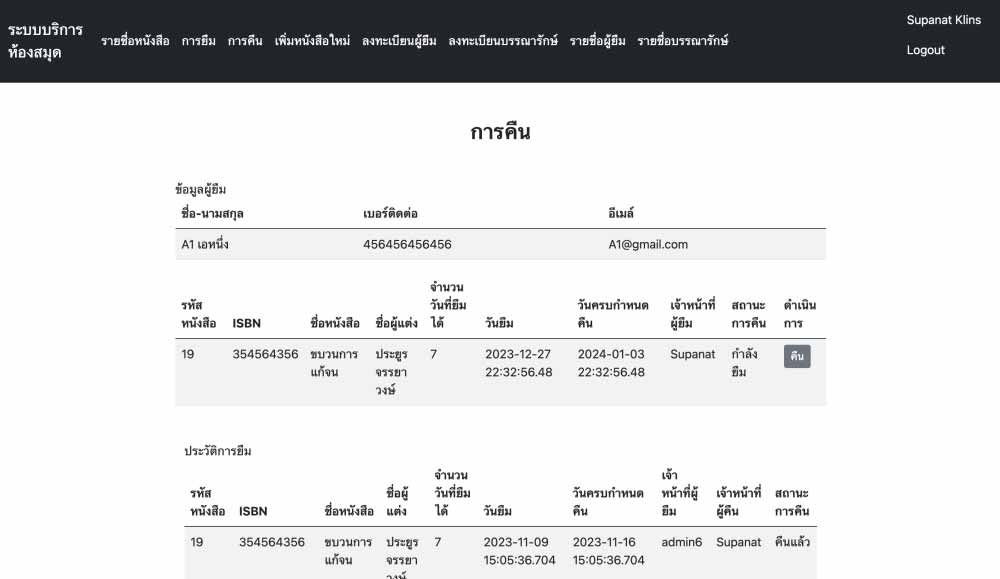 ระบบบริการ
ห้องสมุด
รายชื่อหนังสือ การยืม การคืน เพิ่มหนังสือใหม่ ลงทะเบียนผู้ยืม ลงทะเบียนบรรณารักษ์ รายชื่อผู้ยืม รายชื่อบรรณารักษ์
Supanat Klins
Logout
การคืน
ข้อมูลผู้ยืม
ชื่อ-นามสกุล เบอร์ติดต่อ อีเมล์
A1 เอหนึ่ง 456456456456 A1@gmail.com
จำนวน
รหัส วันที่ยืม วันครบกำหนด เจ้าหน้าที่ สถานะ ดำเนิน
หนังสือ ISBN ชื่อหนังสือ ชื่อผู้แต่ง ได้ วันยืม คืน ผู้ยืม การคืน การ
19 354564356 ขบวนการ ประยูร 7 2023-12-27 2024-01-03 Supanat กำลัง คืน
แก้จน จรรยา 22:32:56.48 22:32:56.48 ยืม
วงษ์
ประวัติการยืม
จำนวน เจ้า
รหัส ชื่อผู้ วันที่ยืม วันครบกำหนด หน้าที่ผู้ เจ้าหน้าที่ สถานะ
หนังสือ ISBN ชื่อหนังสือ แต่ง ได้ วันยืม คืน ยืม ผู้คืน การคืน
19 354564356 ขบวนการ ประยูร 7 2023-11-09 2023-11-16 admin6 Supanat คืนแล้ว
แก้จน จรรยา 15:05:36.704 15:05:36.704
วงษ์